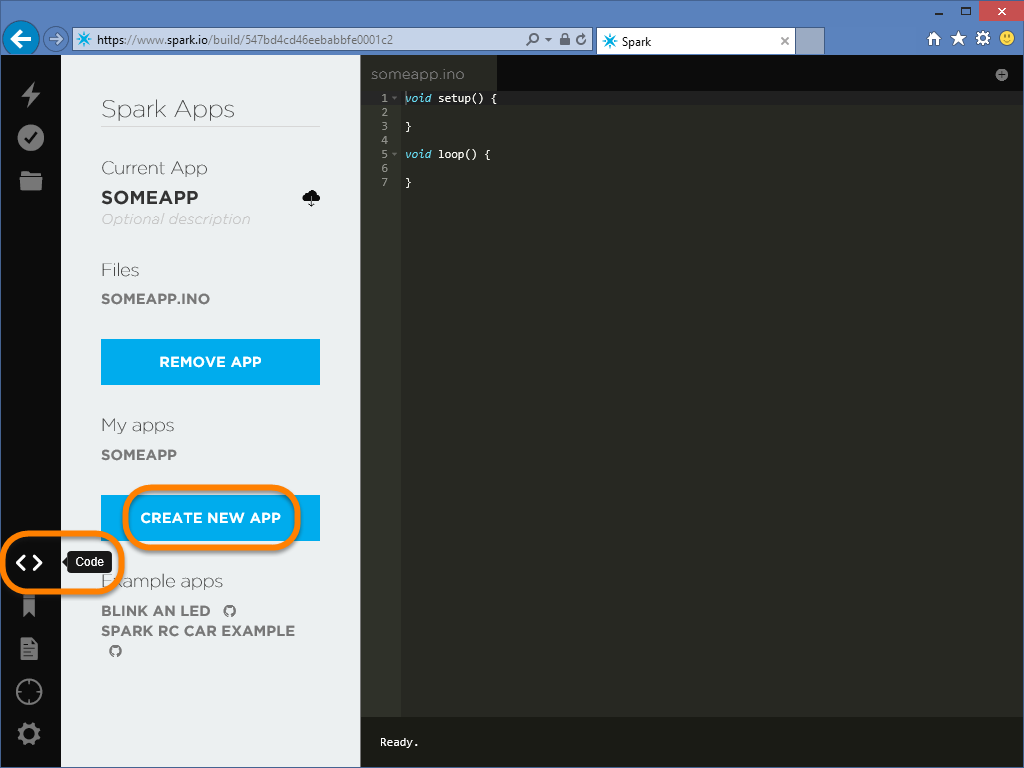 https://www.spark.io/build/547bd4cd46eebabbfe0001c2
Spark
Spark Apps
Current App
SOMEAPP
Optional description
Files
SOMEAPP.INO
REMOVE APP
My apps
SOMEAPP
CREATE NEW APP
Code
Example apps
BLINK AN LED
SPARK RC CAR EXAMPLE
someapp.ino
1 void setup() {
2
3 }
4
5 void loop() {
6
7 }
Ready.